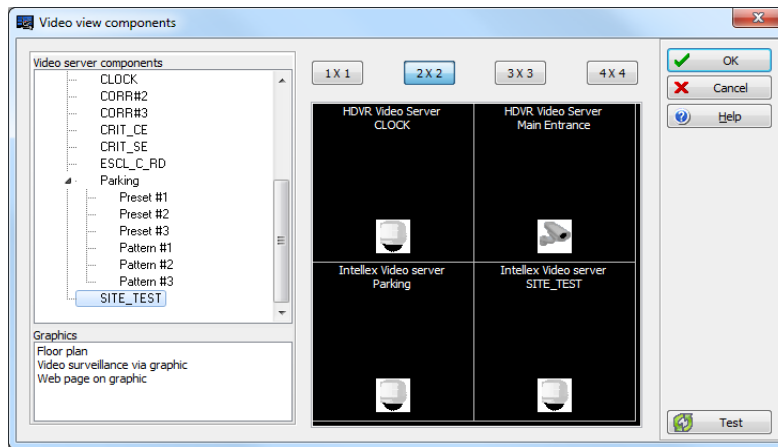 Video view components
Video server components
CLOCK
CORR#2
CORR#3
CRIT_CE
CRIT_SE
ESCL_C_RD
Parking
Preset #1
Preset #2
Preset #3
Pattern #1
Pattern #2
Pattern #3
SITE_TEST
Graphics
Floor plan
Video surveillance via graphic
Web page on graphic
1 X 1 2 X 2 3 X 3 4 X 4
HDVR Video Server
CLOCK
HDVR Video Server
Main Entrance
Intellex Video server
Parking
Intellex Video server
SITE_TEST
OK
Cancel
Help
Test